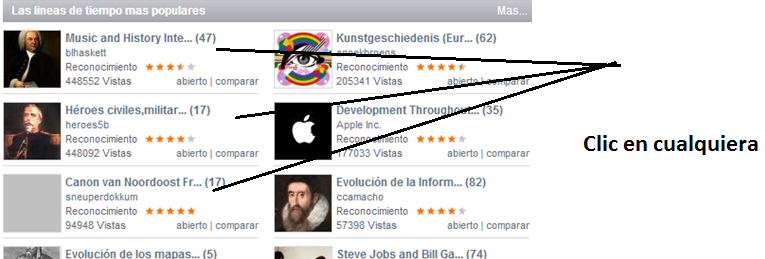 Las lineas de tiempo mas populares Mas...
Music and History Inte... (47)
blhaskett
Reconocimiento
448552 Vistas abierto | comparar
Kunstgeschiedenis (Eur... (62)
anoekbroens
Reconocimiento
205341 Vistas abierto | comparar
Héroes civiles,militar... (17)
heroes5b
Reconocimiento
448092 Vistas abierto | comparar
Development Throughout... (35)
Apple Inc.
Reconocimiento
177033 Vistas abierto | comparar
Clic en cualquiera
Canon van Noordoost Fr... (17)
sneuperdokkum
Reconocimiento
94948 Vistas abierto | comparar
Evolución de la Inform... (82)
ccamacho
Reconocimiento
57398 Vistas abierto | comparar
Evolución de los mapas... (5)
Steve Jobs and Bill Ga... (74)